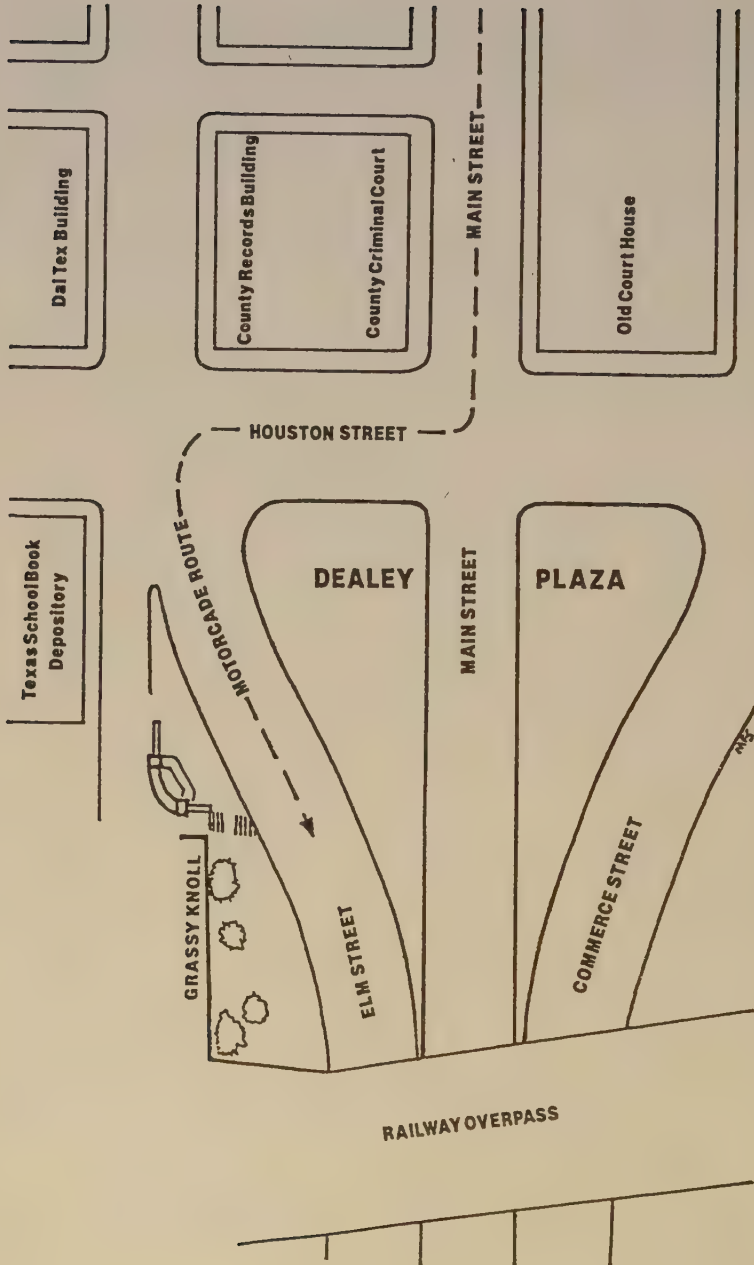 Dal Tex Building
County Records Building
County Criminal Court
MAIN STREET
Old Court House
HOUSTON STREET
Texas School Book
Depository
MOTORCADE ROUTE
DEALEY
PLAZA
MAIN STREET
GRASSY KNOLL
ELM STREET
COMMERCE STREET
RAILWAY OVERPASS